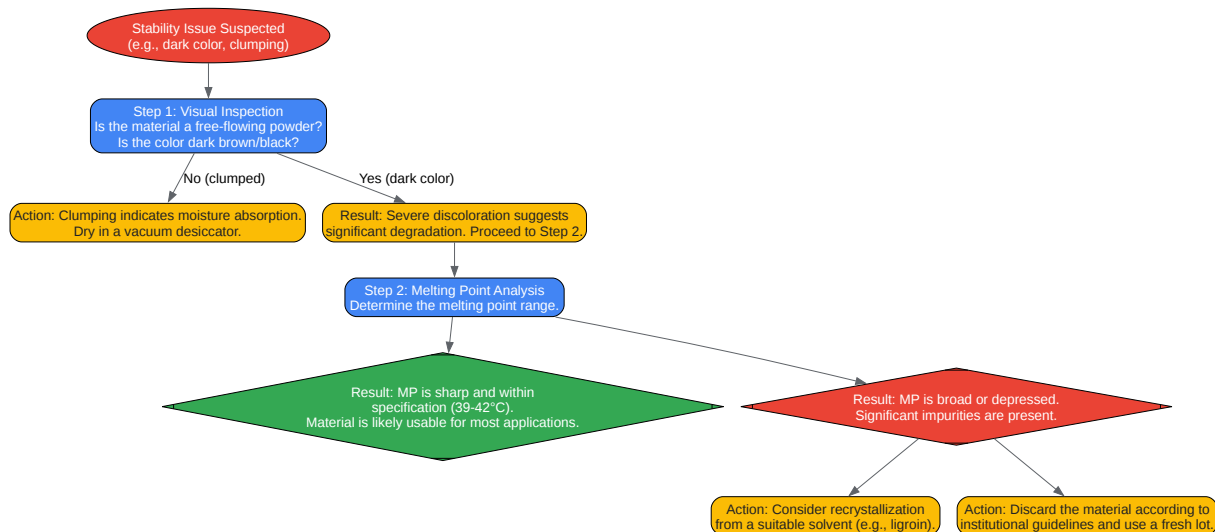 Stability Issue Suspected
(e.g., dark color, clumping)
Step 1: Visual Inspection
Is the material a free-flowing powder?
Is the color dark brown/black?
No (clumped)
Yes (dark color)
Action: Clumping indicates moisture absorption.
Dry in a vacuum desiccator.
Result: Severe discoloration suggests
significant degradation. Proceed to Step 2.
Step 2: Melting Point Analysis
Determine the melting point range.
Result: MP is sharp and within
specification (39-42°C).
Material is likely usable for most applications.
Result: MP is broad or depressed.
Significant impurities are present.
Action: Consider recrystallization
from a suitable solvent (e.g., ligroin).
Action: Discard the material according to
institutional guidelines and use a fresh lot.